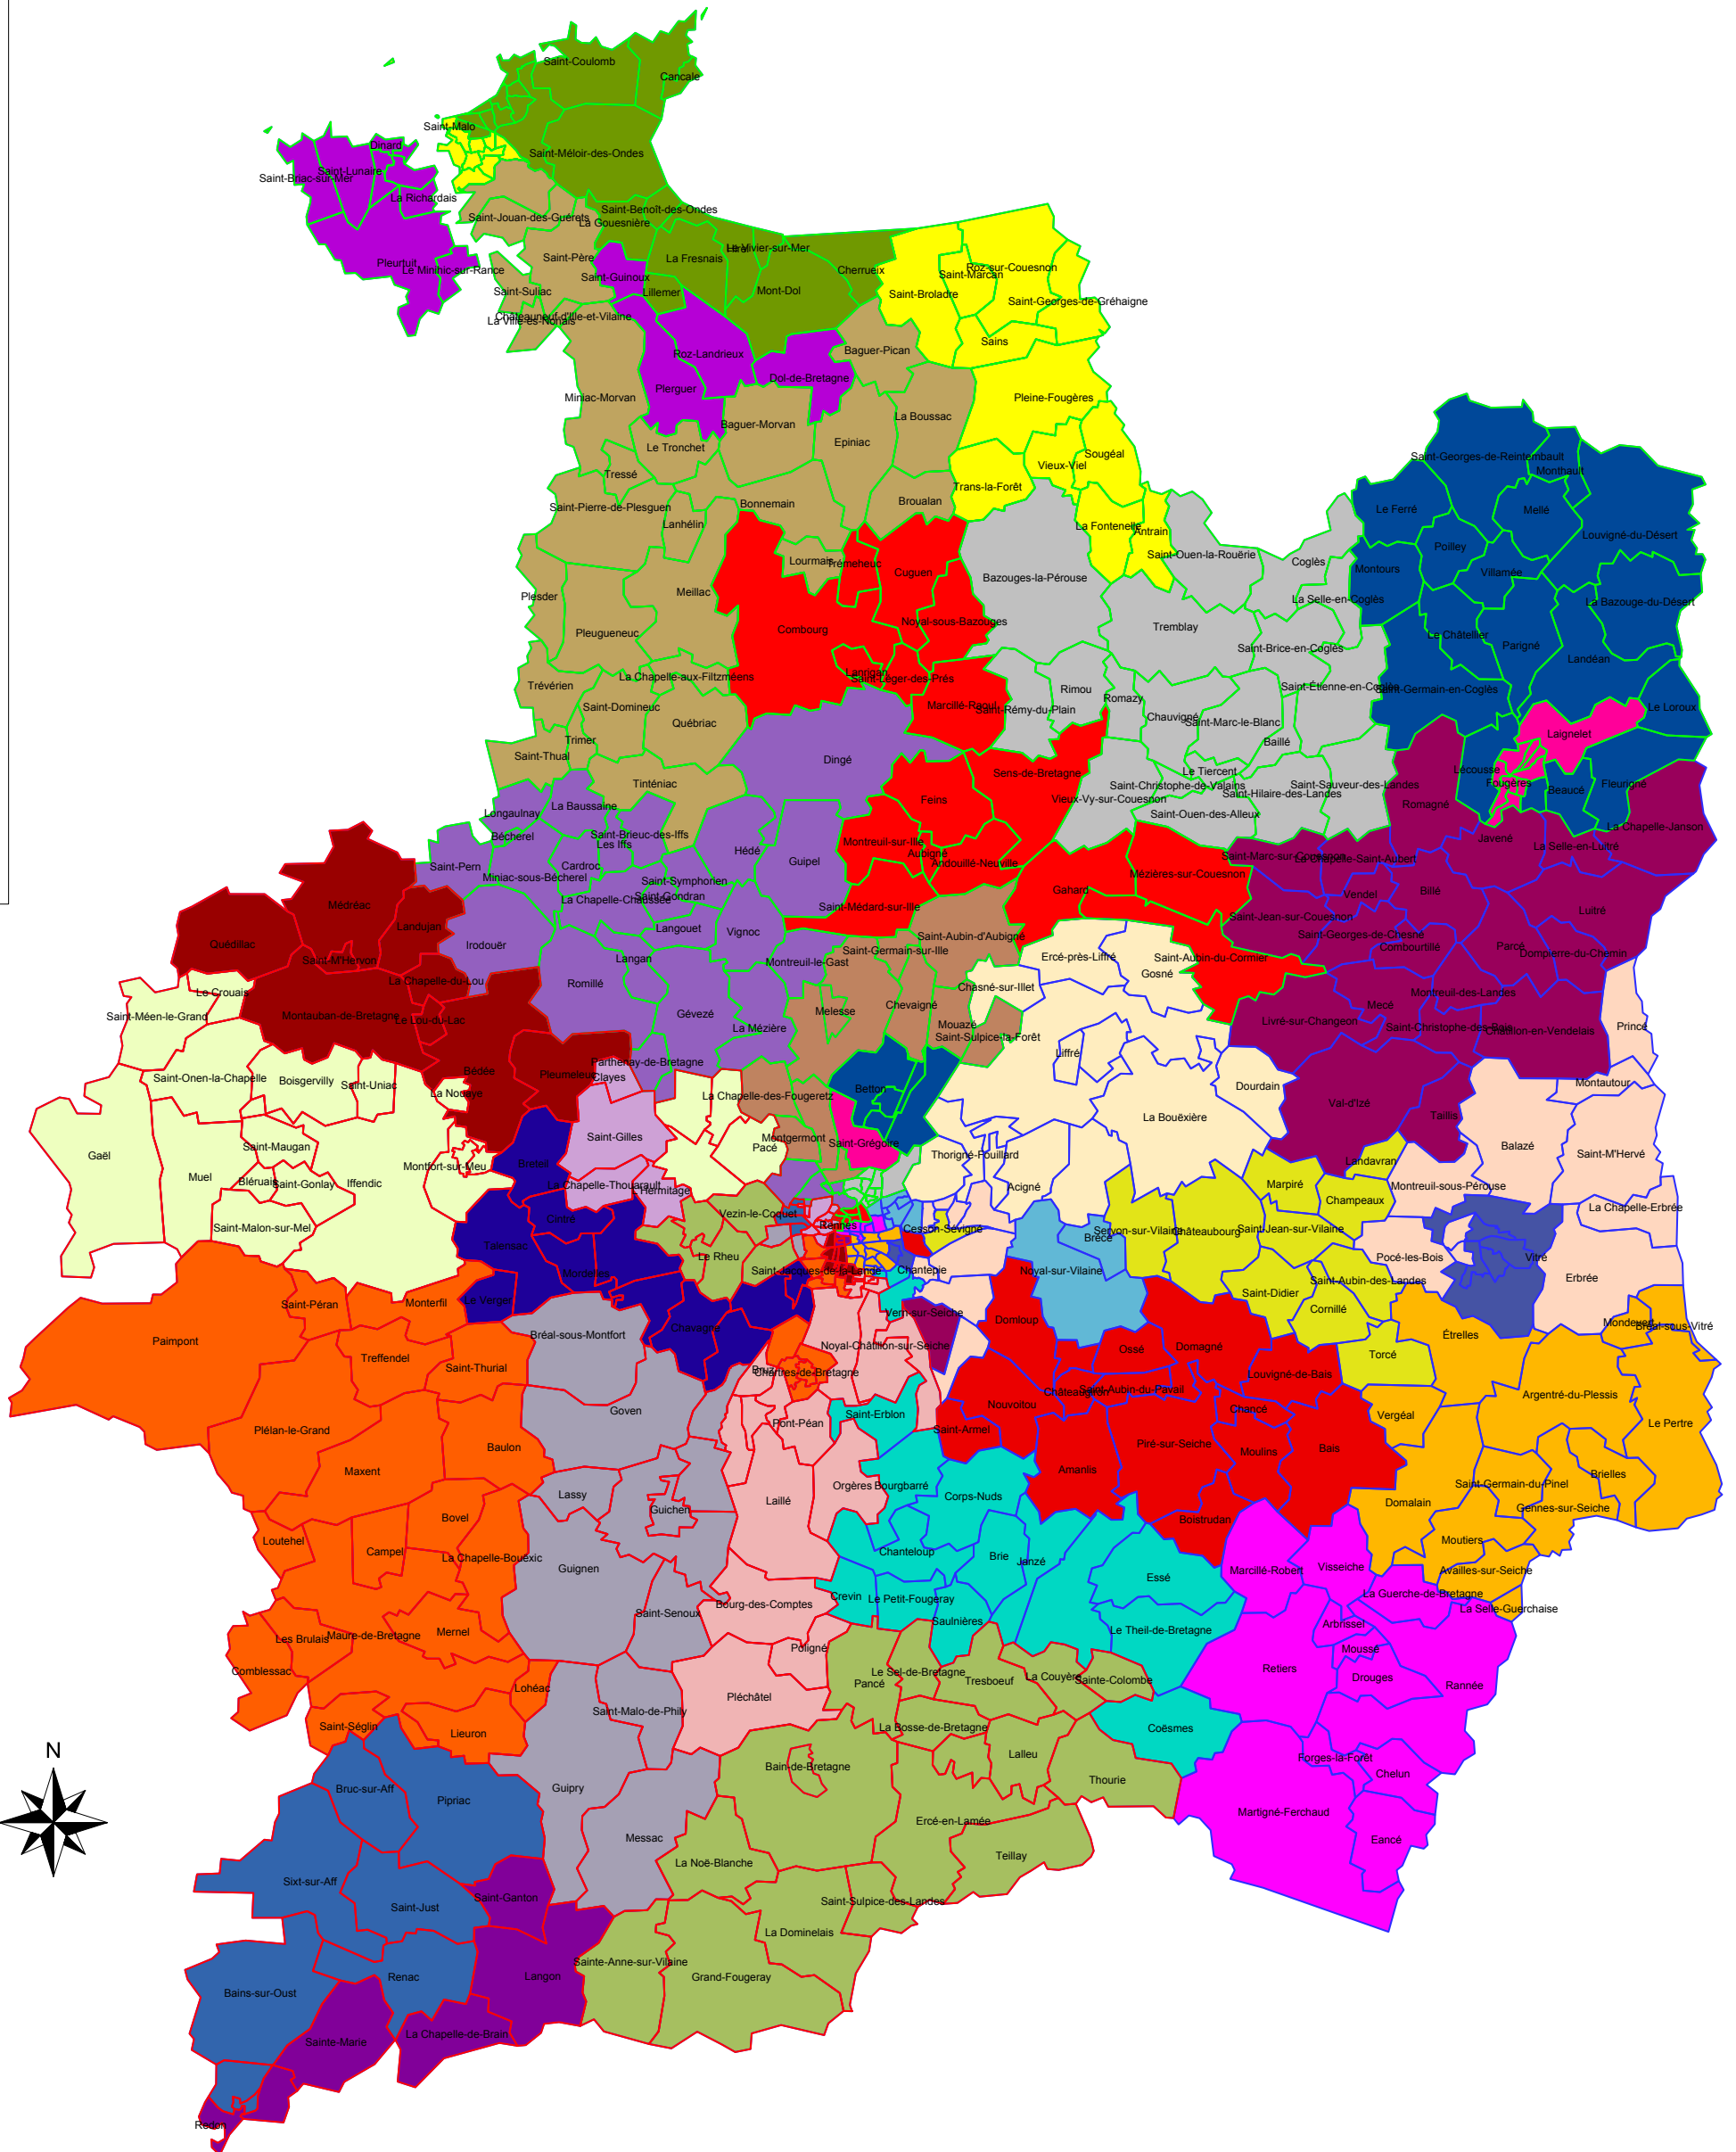 Saint-Coulomb
Cancale
Saint-Malo
Dinard
Saint-Méloir-des-Ondes
Saint-Lunaire
Saint-Briac-sur-Mer
La Richardais
Saint-Benoît-des-Ondes
Saint-Jouan-des-Guérets
La Gouesnière
Le Vivier-sur-Mer
Saint-Père
La Fresnais
Pleurtuit
Le Minihic-sur-Rance
Cherrueix
Roz-sur-Couesnon
Saint-Marcan
Saint-Guinoux
Saint-Suliac
Lillemer
Mont-Dol
Saint-Broladre
Saint-Georges-de-Gréhaigne
Châteauneuf-d'Ille-et-Vilaine
La Ville-ès-Nonais
Sains
Baguer-Pican
Roz-Landrieux
Dol-de-Bretagne
Plerguer
Miniac-Morvan
Pleine-Fougères
La Boussac
Baguer-Morvan
Epiniac
Le Tronchet
Sougéal
Vieux-Viel
Saint-Georges-de-Reintembault
Monthault
Tressé
Trans-la-Forêt
Broualan
Bonnemain
Saint-Pierre-de-Plesguen
Le Ferré
Mellé
Lanhélin
La Fontenelle
Antrain
Louvigné-du-Désert
Poilley
Saint-Ouen-la-Rouërie
Lourmais
Trémeheuc
Coglès
Montours
Cuguen
Villamée
Bazouges-la-Pérouse
Meillac
Plesder
La Selle-en-Coglès
La Bazouge-du-Désert
Noyal-sous-Bazouges
Combourg
Tremblay
Pleugueneuc
Le Châtellier
Parigné
Saint-Brice-en-Coglès
Landéan
Lanrigan
La Chapelle-aux-Filtzméens
Saint-Léger-des-Prés
Trévérien
Rimou
Saint-Étienne-en-Coglès
Saint-Germain-en-Coglès
Romazy
Marcillé-Raoul
Saint-Domineuc
Saint-Rémy-du-Plain
Le Loroux
Chauvigné
Québriac
Saint-Marc-le-Blanc
Laignelet
Trimer
Baillé
Saint-Thual
Dingé
Lécousse
Le Tiercent
Sens-de-Bretagne
Tinténiac
Fougères
Fleurigné
Saint-Christophe-de-Valains
Saint-Sauveur-des-Landes
Beaucé
Saint-Hilaire-des-Landes
Vieux-Vy-sur-Couesnon
Feins
Romagné
La Baussaine
Longaulnay
Saint-Ouen-des-Alleux
La Chapelle-Janson
Bécherel
Saint-Brieuc-des-Iffs
Javené
Montreuil-sur-Ille
Les Iffs
La Selle-en-Luitré
Hédé
Aubigné
Saint-Marc-sur-Couesnon
La Chapelle-Saint-Aubert
Guipel
Andouillé-Neuville
Saint-Pern
Cardroc
Mézières-sur-Couesnon
Miniac-sous-Bécherel
Saint-Symphorien
Gahard
Billé
Vendel
Saint-Gondran
La Chapelle-Chaussée
Médréac
Saint-Médard-sur-Ille
Luitré
Saint-Jean-sur-Couesnon
Landujan
Langouet
Vignoc
Saint-Georges-de-Chesné
Saint-Aubin-d'Aubigné
Quédillac
Irodouër
Combourtillé
Parcé
Saint-Germain-sur-Ille
Dompierre-du-Chemin
Ercé-près-Liffré
Saint-Aubin-du-Cormier
Saint-M'Hervon
Langan
Montreuil-le-Gast
Gosné
La Chapelle-du-Lou
Romillé
Chasné-sur-Illet
Le Crouais
Montreuil-des-Landes
Mecé
Chevaigné
Melesse
Gévezé
Saint-Méen-le-Grand
Montauban-de-Bretagne
Le Lou-du-Lac
Livré-sur-Changeon
Mouazé
La Mézière
Saint-Christophe-des-Bois
Châtillon-en-Vendelais
Princé
Saint-Sulpice-la-Forêt
Liffré
Parthenay-de-Bretagne
Bédée
Pleumeleuc
Clayes
Saint-Onen-la-Chapelle
Boisgervilly
Saint-Uniac
Montautour
Dourdain
Betton
La Nouaye
La Chapelle-des-Fougeretz
Val-d'Izé
Taillis
La Bouëxière
Saint-Gilles
Montgermont
Saint-Grégoire
Pacé
Saint-Maugan
Balazé
Saint-M'Hervé
Gaël
Thorigné-Fouillard
Landavran
Breteil
Montfort-sur-Meu
Muel
Bléruais
Saint-Gonlay
Iffendic
La Chapelle-Thouarault
L'Hermitage
Acigné
Marpiré
Montreuil-sous-Pérouse
Champeaux
La Chapelle-Erbrée
Vezin-le-Coquet
Cintré
Rennes
Cesson-Sévigné
Saint-Malon-sur-Mel
Servon-sur-Vilaine
Châteaubourg
Saint-Jean-sur-Vilaine
Brécé
Talensac
Le Rheu
Pocé-les-Bois
Vitré
Mordelles
Saint-Jacques-de-la-Lande
Chantepie
Noyal-sur-Vilaine
Saint-Aubin-des-Landes
Erbrée
Le Verger
Saint-Didier
Monterfil
Saint-Péran
Cornillé
Vern-sur-Seiche
Domloup
Mondevert
Bréal-sous-Vitré
Chavagne
Bréal-sous-Montfort
Étrelles
Paimpont
Noyal-Châtillon-sur-Seiche
Domagné
Ossé
Torcé
Treffendel
Saint-Thurial
Bruz
Chartres-de-Bretagne
Louvigné-de-Bais
Châteaugiron
Saint-Aubin-du-Pavail
Argentré-du-Plessis
Nouvoitou
Chancé
Goven
Saint-Erblon
Vergéal
Pont-Péan
Le Pertre
Plélan-le-Grand
Saint-Armel
Baulon
Piré-sur-Seiche
Moulins
Bais
Maxent
Amanlis
Brielles
Orgères
Bourgbarré
Saint-Germain-du-Pinel
Lassy
Laillé
Corps-Nuds
Domalain
Gennes-sur-Seiche
Guichen
Bovel
Boistrudan
Loutehel
Moutiers
Campel
Chanteloup
Brie
La Chapelle-Bouëxic
Janzé
Visseiche
Guignen
Marcillé-Robert
Availles-sur-Seiche
Essé
La Guerche-de-Bretagne
Crevin
Le Petit-Fougeray
Bourg-des-Comptes
La Selle-Guerchaise
Saint-Senoux
Saulnières
Arbrissel
Le Theil-de-Bretagne
Mernel
Maure-de-Bretagne
Les Brulais
Poligné
Moussé
Retiers
Comblessac
Le Sel-de-Bretagne
La Couyère
Drouges
Tresboeuf
Sainte-Colombe
Pancé
Rannée
Lohéac
Pléchâtel
Saint-Malo-de-Phily
Saint-Séglin
La Bosse-de-Bretagne
Coësmes
Lieuron
Lalleu
Forges-la-Forêt
Bain-de-Bretagne
Chelun
Thourie
N
Bruc-sur-Aff
Guipry
Pipriac
Martigné-Ferchaud
Ercé-en-Lamée
Messac
Eancé
Teillay
La Noë-Blanche
Sixt-sur-Aff
Saint-Ganton
Saint-Sulpice-des-Landes
Saint-Just
La Dominelais
Sainte-Anne-sur-Vilaine
Langon
Renac
Grand-Fougeray
Bains-sur-Oust
La Chapelle-de-Brain
Sainte-Marie
Redon